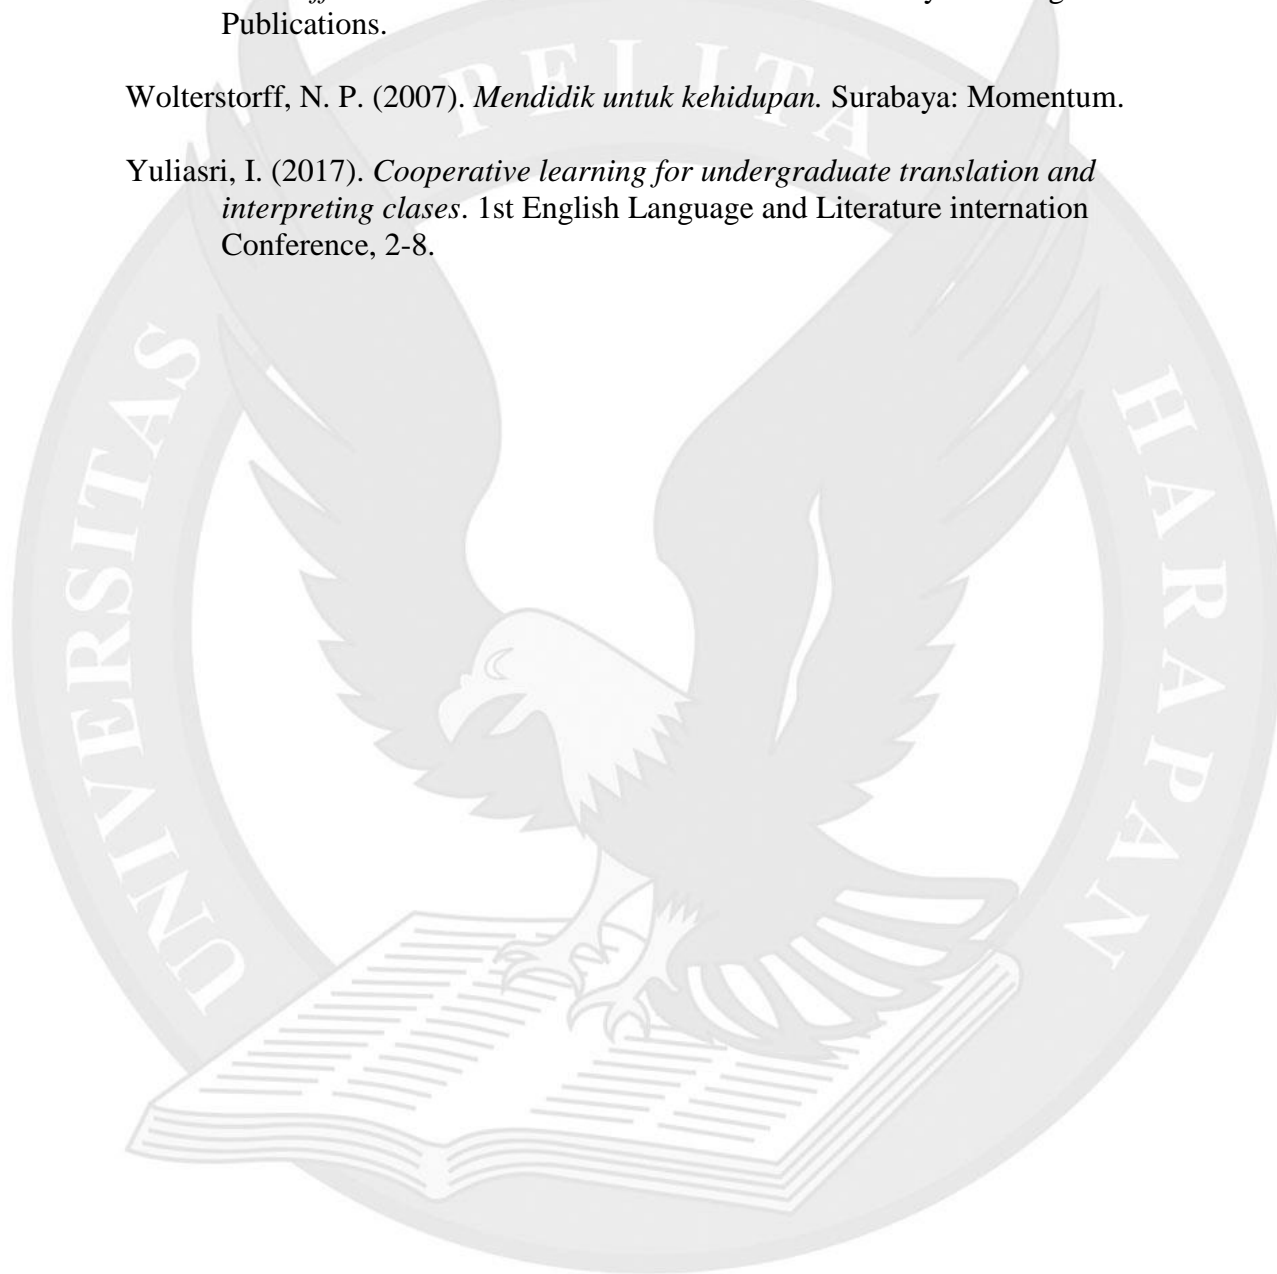 Publications.
Wolterstorff, N. P. (2007). Mendidik untuk kehidupan. Surabaya: Momentum.
Yuliasri, I. (2017). Cooperative learning for undergraduate translation and
interpreting clases. 1st English Language and Literature internation
Conference, 2-8.
UNIVERSITAS PELITA HARAPAN